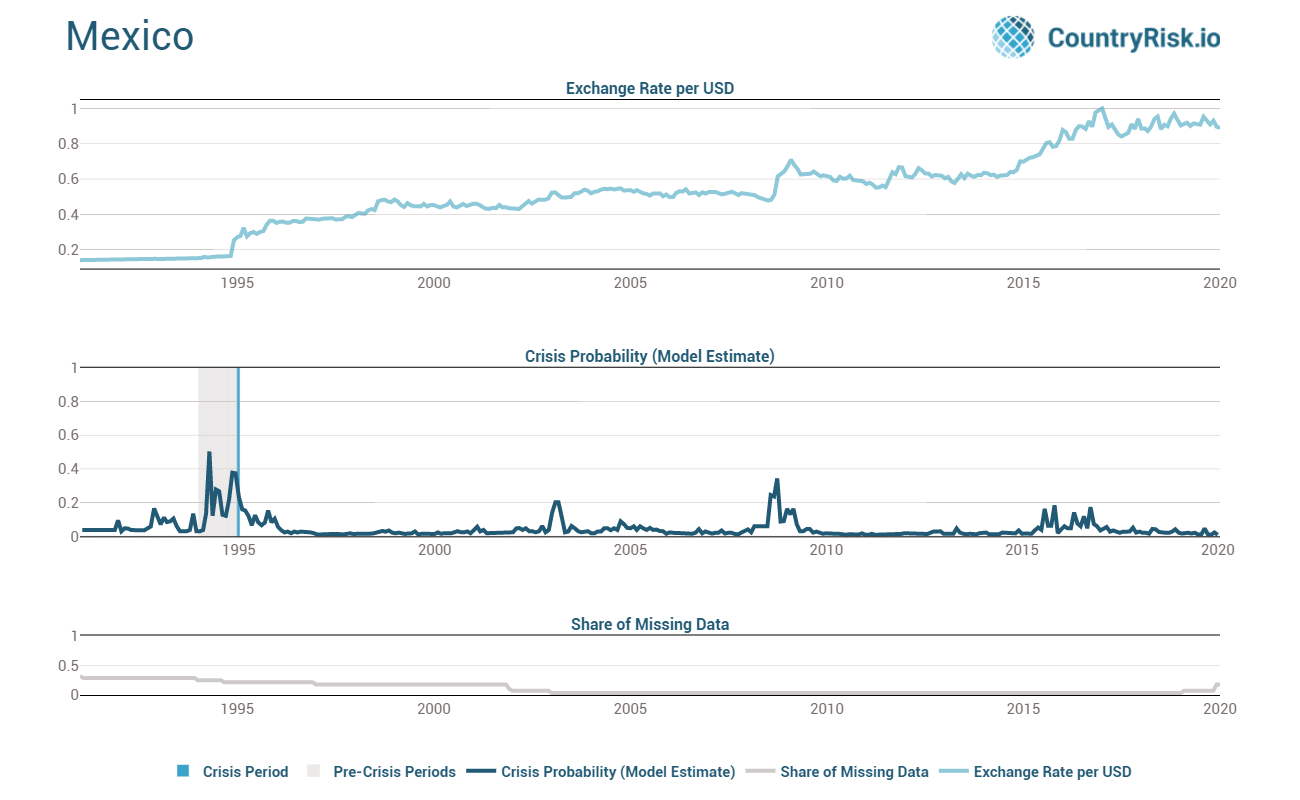 Mexico
CountryRisk.io
Exchange Rate per USD
1
0.8
0.6
0.4
0.2
1995 2000 2005 2010 2015 2020
Crisis Probability (Model Estimate)
1
0.8
0.6
0.4
0.2
0
1995 2000 2005 2010 2015 2020
Share of Missing Data
1
0.5
0
1995 2000 2005 2010 2015 2020
Crisis Period Pre-Crisis Periods Crisis Probability (Model Estimate) Share of Missing Data Exchange Rate per USD